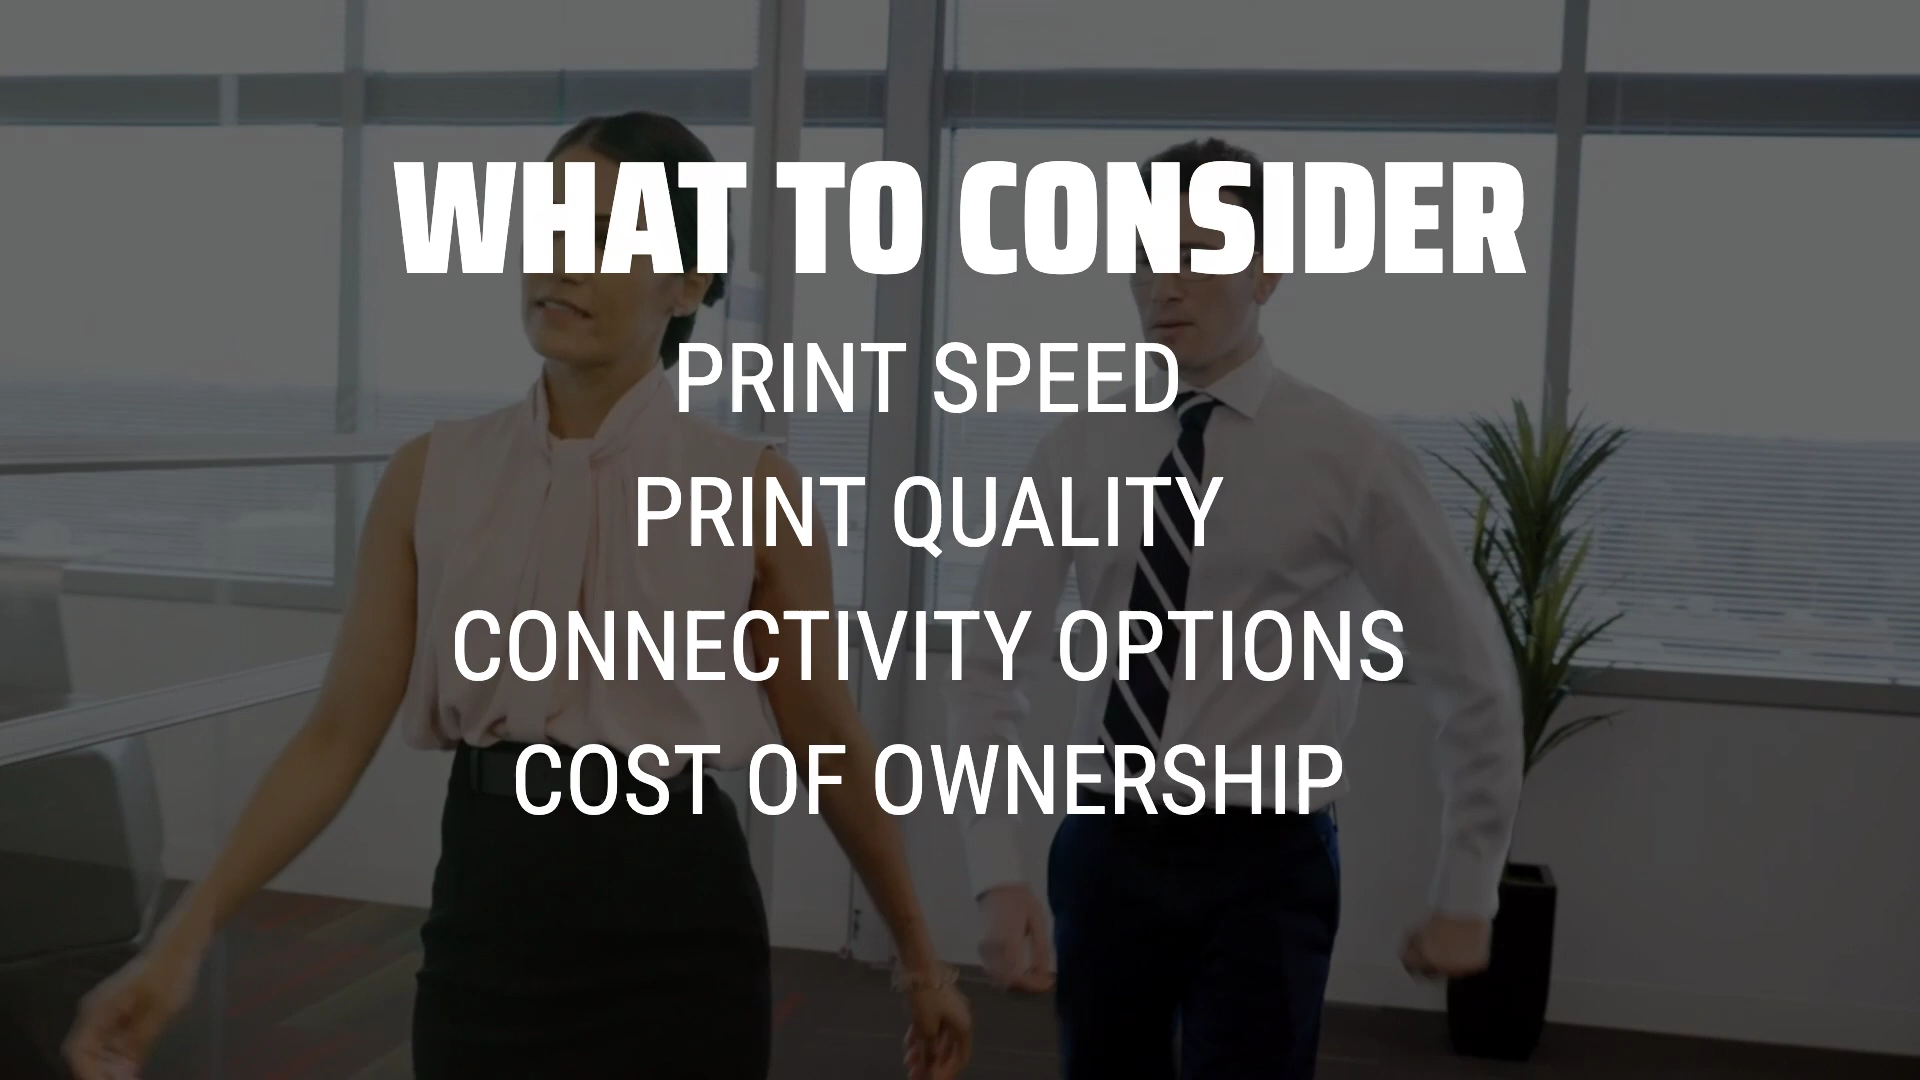 WHAT TO CONSIDER
PRINT SPEED
PRINT QUALITY
CONNECTIVITY OPTIONS
COST OF OWNERSHIP